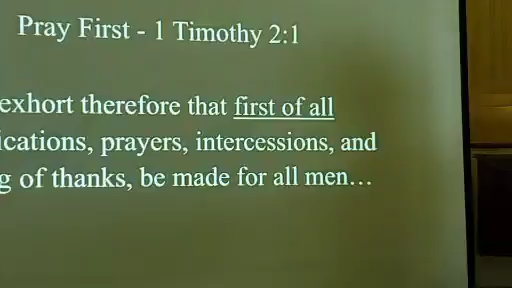 Pray First - 1 Timothy 2:1
exhort therefore that first of all
ications, prayers, intercessions, and
g of thanks, be made for all men…